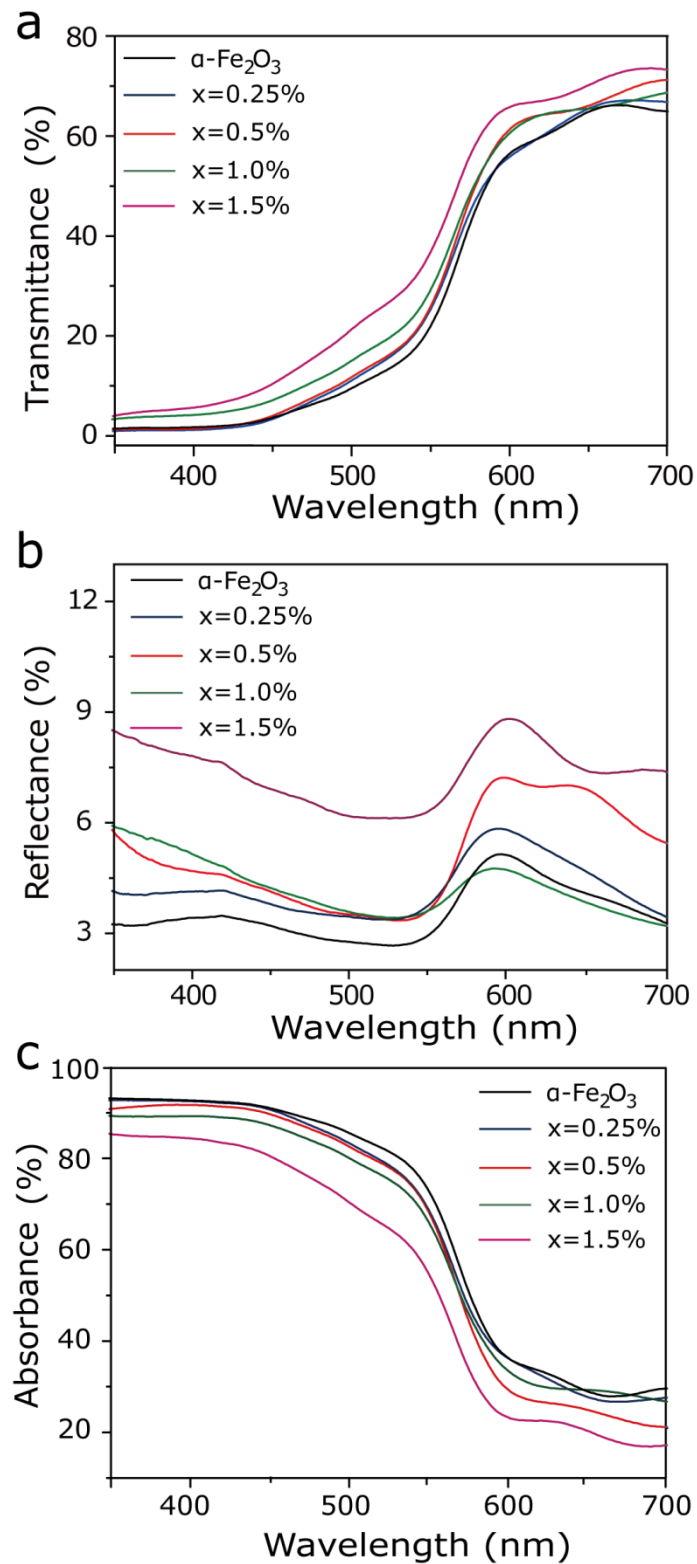 a
80
60
40
20
0
Transmittance (%)
α-Fe₂O₃
x=0.25%
x=0.5%
x=1.0%
x=1.5%
400
500
600
700
Wavelength (nm)
b
12
9
6
3
Reflectance (%)
α-Fe₂O₃
x=0.25%
x=0.5%
x=1.0%
x=1.5%
400
500
600
700
Wavelength (nm)
c
100
80
60
40
20
Absorbance (%)
α-Fe₂O₃
x=0.25%
x=0.5%
x=1.0%
x=1.5%
400
500
600
700
Wavelength (nm)